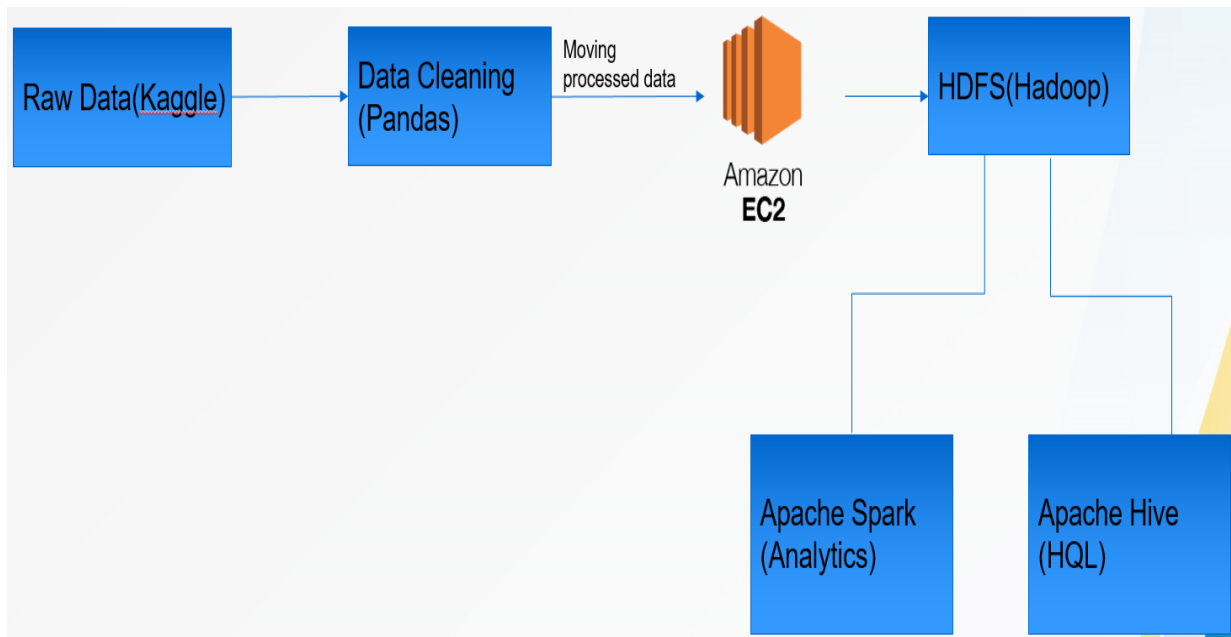 Raw Data(Kaggle)
Data Cleaning
(Pandas)
Moving
processed data
Amazon
EC2
HDFS(Hadoop)
Apache Spark
(Analytics)
Apache Hive
(HQL)